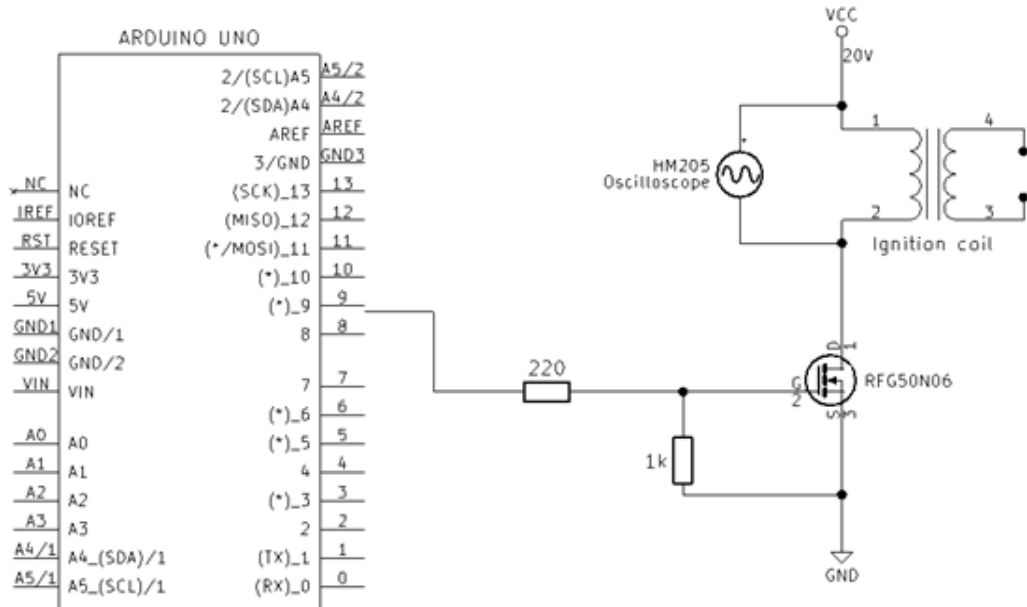 ARDUINO UNO
2/(SCL)A5 A5/2
2/(SDA)A4 A4/2
AREF AREF
3/GND GND3
NC NC
(SCK)_13 13
IREF IOREF
(MISO)_12 12
RST RESET
(*/MOSI)_11 11
3V3 3V3
(*)_10 10
5V 5V
(*)_9 9
GND1 GND/1
8 8
GND2 GND/2
VIN VIN
7 7
(*)_6 6
A0 A0
(*)_5 5
A1 A1
4 4
A2 A2
(*)_3 3
A3 A3
2 2
A4/1 A4_(SDA)/1
(TX)_1 1
A5/1 A5_(SCL)/1
(RX)_0 0
220
1k
VCC
20V
HM205
Oscilloscope
1
2
4
3
Ignition coil
D 1
G
2
S 3
RFG50N06
GND